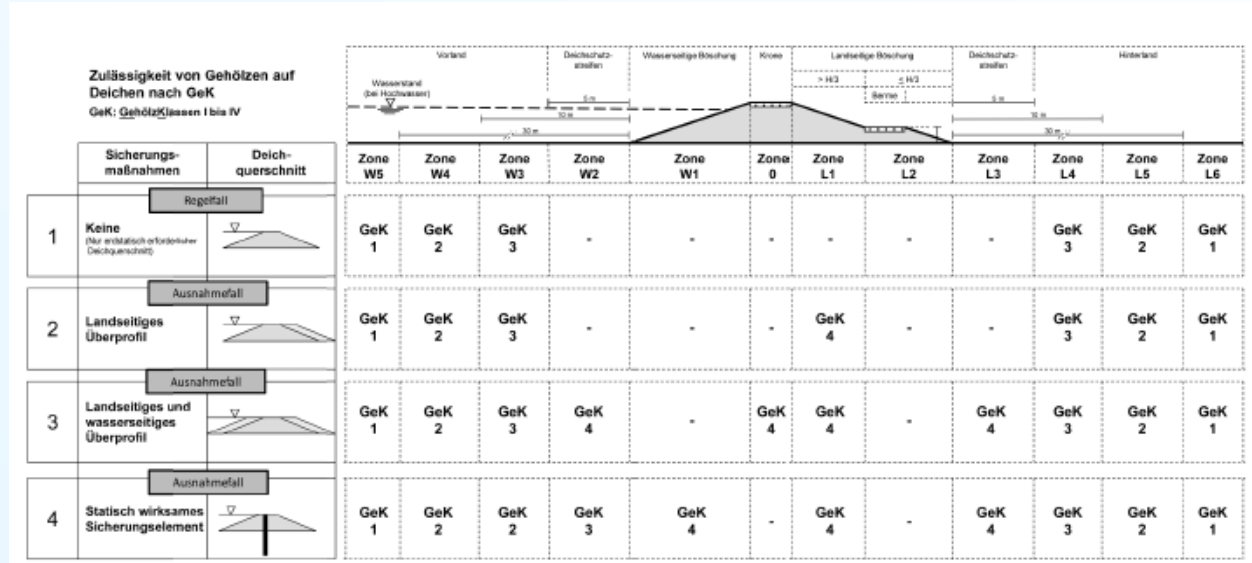 Zulässigkeit von Gehölzen auf
Deichen nach GeK
GeK: GehölzKlassen I bis IV
Vorland
Deichschutz-
streifen
Wasserseitige Böschung
Krone
Landseitige Böschung
Deichschutz-
streifen
Hinterland
Wasserstand
(bei Hochwasser)
> H/3
≤ H/3
Berme
5 m
5 m
10 m
10 m
30 m
30 m
Sicherungs-
maßnahmen
Deich-
querschnitt
Zone W5
Zone W4
Zone W3
Zone W2
Zone W1
Zone 0
Zone L1
Zone L2
Zone L3
Zone L4
Zone L5
Zone L6
Regelfall
1
Keine
(Nur erdstatisch erforderlicher
Deichquerschnitt)
GeK 1
GeK 2
GeK 3
-
-
-
-
-
-
GeK 3
GeK 2
GeK 1
Ausnahmefall
2
Landseitiges
Überprofil
GeK 1
GeK 2
GeK 3
-
-
-
GeK 4
-
-
GeK 3
GeK 2
GeK 1
Ausnahmefall
3
Landseitiges und
wasserseitiges
Überprofil
GeK 1
GeK 2
GeK 3
GeK 4
-
GeK 4
GeK 4
-
GeK 4
GeK 3
GeK 2
GeK 1
Ausnahmefall
4
Statisch wirksames
Sicherungselement
GeK 1
GeK 2
GeK 2
GeK 3
GeK 4
-
GeK 4
-
GeK 4
GeK 3
GeK 2
GeK 1